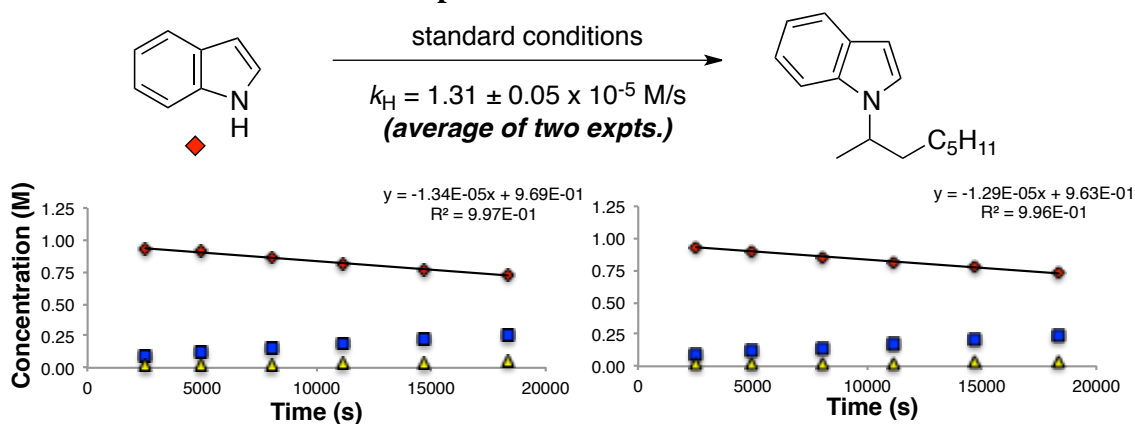 standard conditions
k_H = 1.31 ± 0.05 x 10^-5 M/s
(average of two expts.)
N
H
N
C5H11
y = -1.34E-05x + 9.69E-01
R² = 9.97E-01
Concentration (M)
1.25
1.00
0.75
0.50
0.25
0.00
0
5000
10000
15000
20000
Time (s)
y = -1.29E-05x + 9.63E-01
R² = 9.96E-01
1.25
1.00
0.75
0.50
0.25
0.00
0
5000
10000
15000
20000
Time (s)